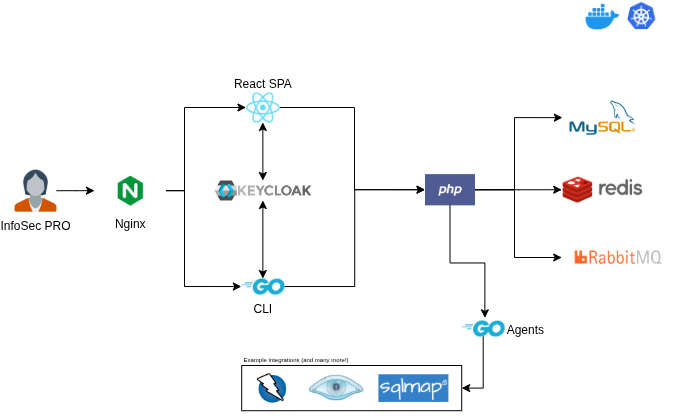 React SPA
MySQL
InfoSec PRO
Nginx
KEYCLOAK
php
redis
RabbitMQ
GO
CLI
GO
Agents
Example integrations (and many more!)
sqlmap®